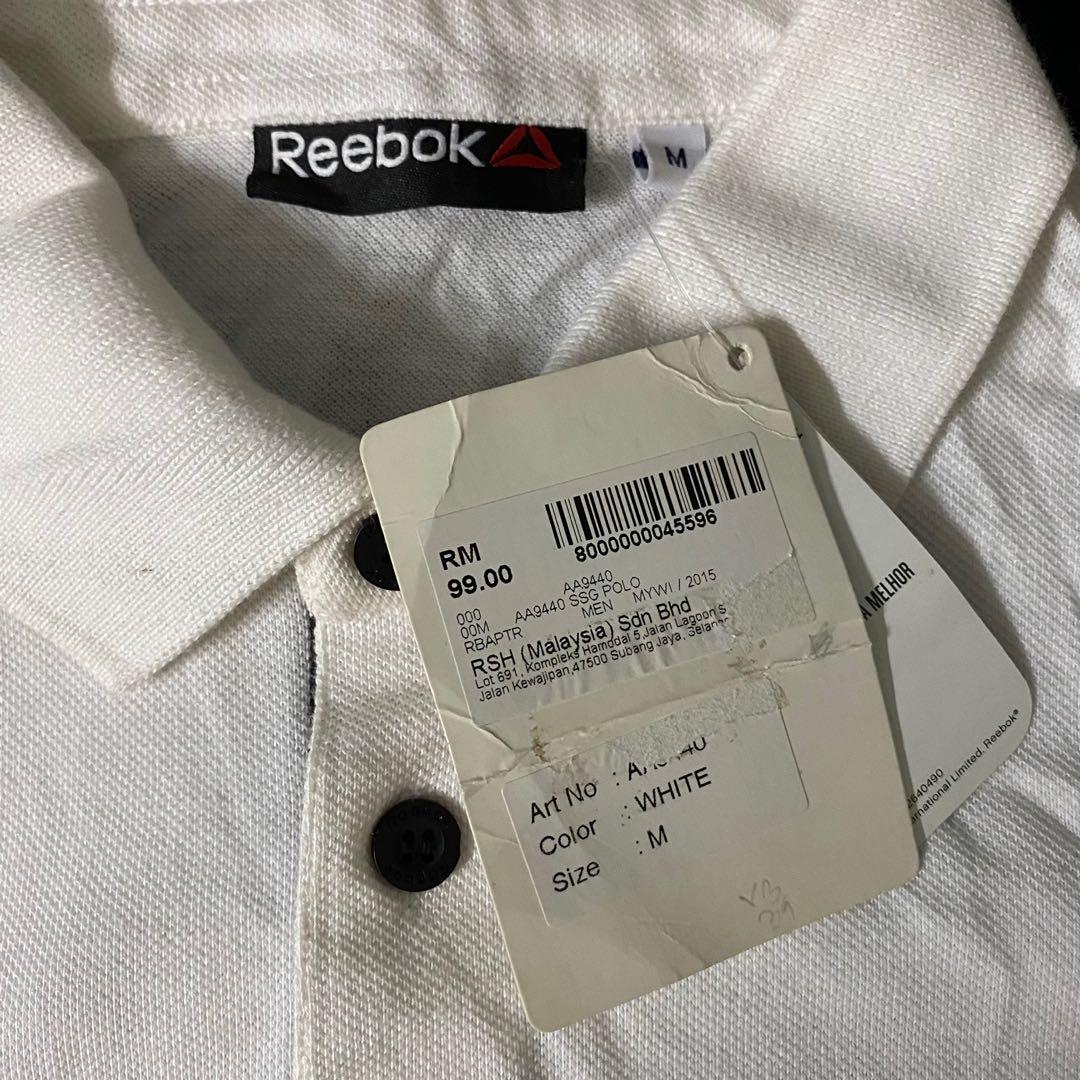 Reebok
M
8000000045596
RM
99.00
AA9440
000
00M AA9440 SSG POLO
RBAPTR MEN MYWI / 2015
RSH (Malaysia) Sdn Bhd
Lot 691, Kompleks Hamodal 5,Jalan Lagoon S
Jalan Kewajipan,47500 Subang Jaya, Selangor
Art No :
Color : WHITE
Size : M
MELHOR
640490
Limited. Reebok®